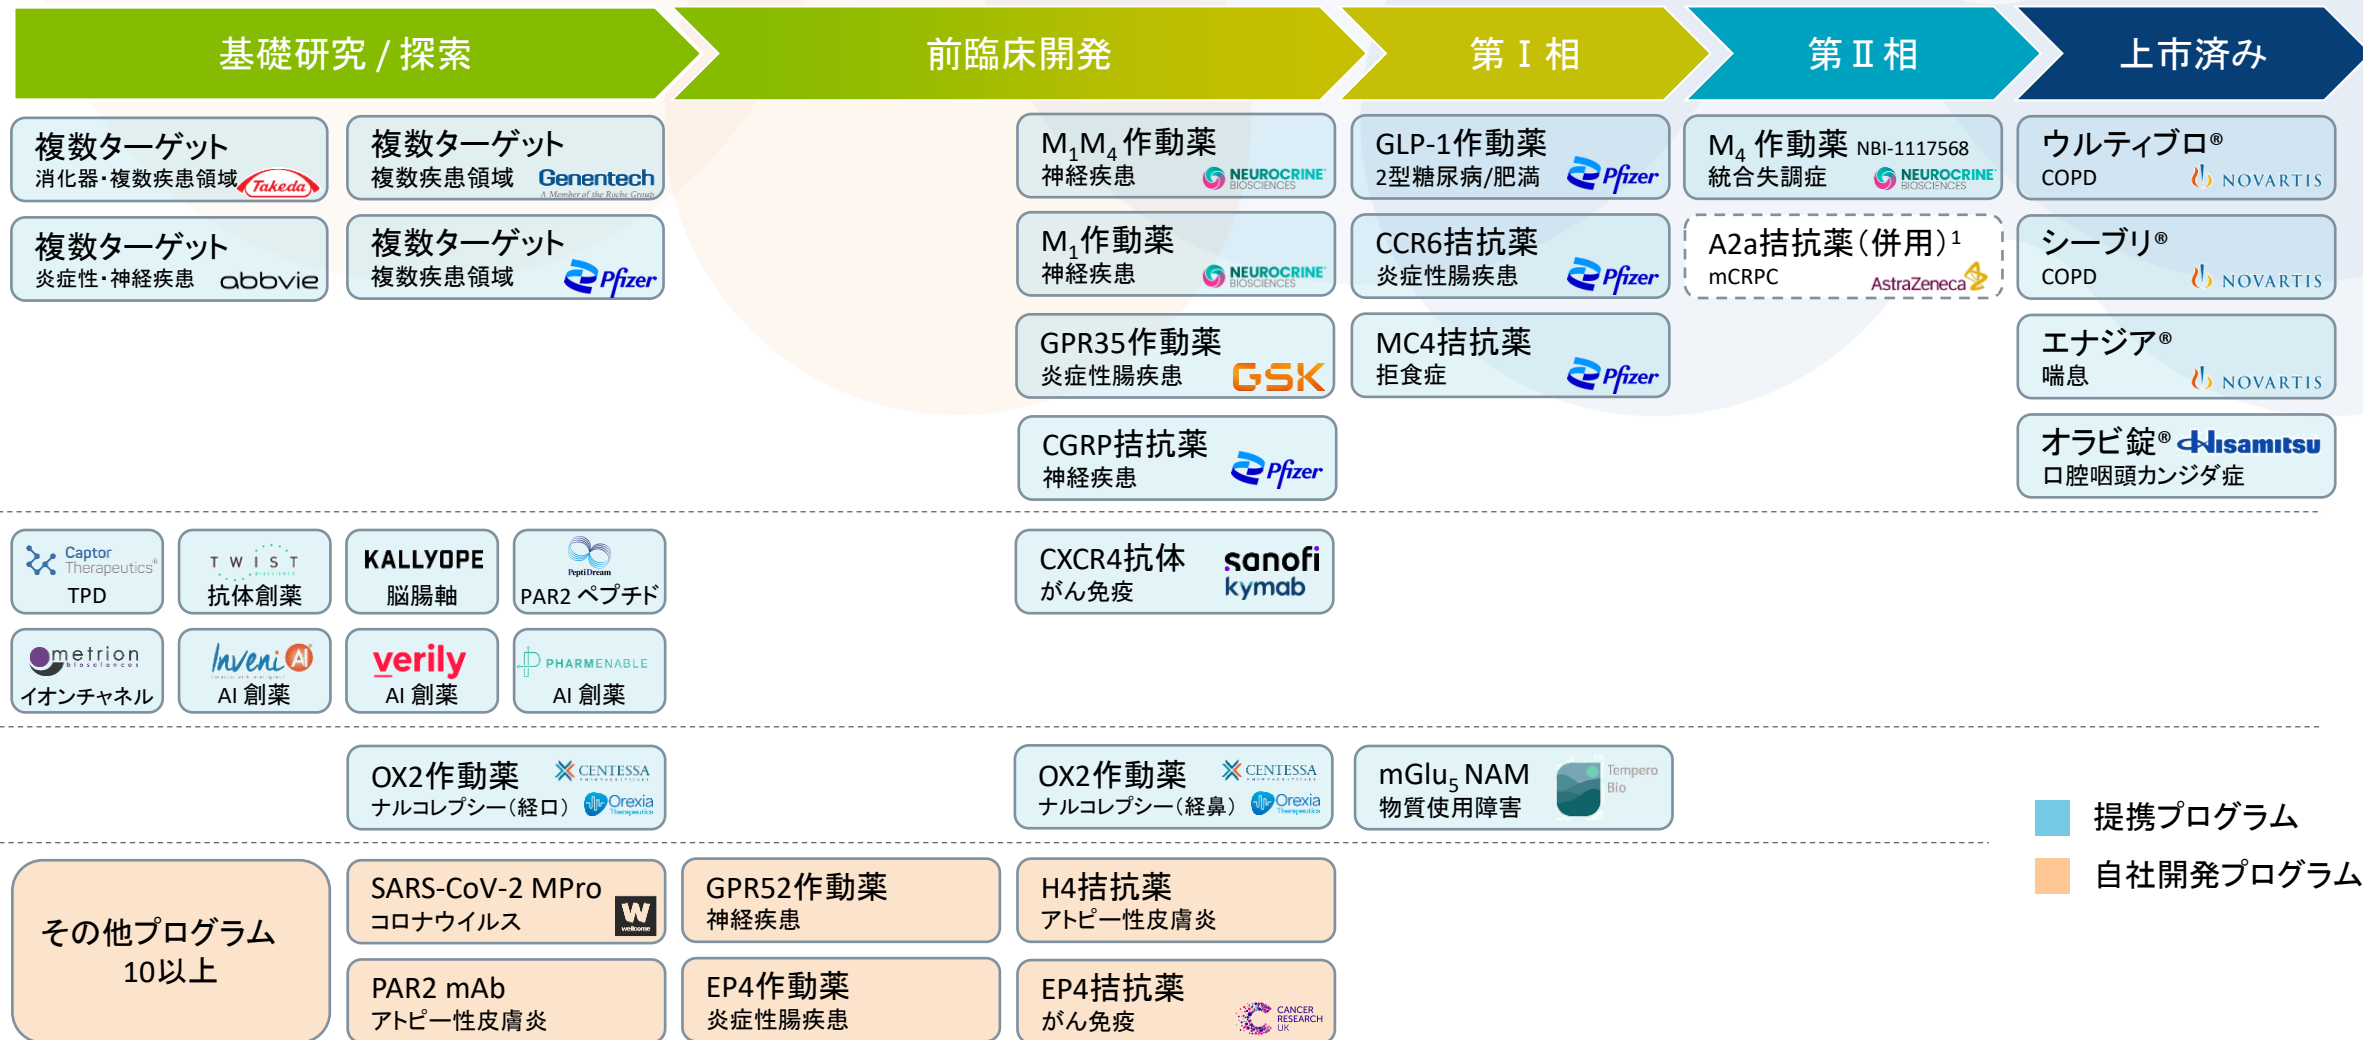 基礎研究 / 探索
前臨床開発
第Ⅰ相
第Ⅱ相
上市済み
複数ターゲット
消化器・複数疾患領域
Takeda
複数ターゲット
複数疾患領域
Genentech
A Member of the Roche Group
M1M4 作動薬
神経疾患
NEUROCRINE
BIOSCIENCES
GLP-1作動薬
2型糖尿病/肥満
Pfizer
M4 作動薬 NBI-1117568
統合失調症
NEUROCRINE
BIOSCIENCES
ウルティブロ®
COPD
NOVARTIS
複数ターゲット
炎症性・神経疾患
abbvie
複数ターゲット
複数疾患領域
Pfizer
M1作動薬
神経疾患
NEUROCRINE
BIOSCIENCES
CCR6拮抗薬
炎症性腸疾患
Pfizer
A2a拮抗薬（併用）1
mCRPC
AstraZeneca
シーブリ®
COPD
NOVARTIS
GPR35作動薬
炎症性腸疾患
GSK
MC4拮抗薬
拒食症
Pfizer
エナジア®
喘息
NOVARTIS
CGRP拮抗薬
神経疾患
Pfizer
オラビ錠® Hisamitsu
口腔咽頭カンジダ症
Captor
Therapeutics®
TPD
TWIST
BIOSCIENCE
抗体創薬
KALLYOPE
脳腸軸
PeptiDream
PAR2 ペプチド
CXCR4抗体
がん免疫
sanofi
kymab
metrion
biosciences
イオンチャネル
InveniAI
AI 創薬
verily
AI 創薬
PHARMENABLE
AI 創薬
OX2作動薬
ナルコレプシー（経口）
CENTESSA
PHARMACEUTICALS
Orexia
Therapeutics
OX2作動薬
ナルコレプシー（経鼻）
CENTESSA
PHARMACEUTICALS
Orexia
Therapeutics
mGlu5 NAM
物質使用障害
Tempero
Bio
提携プログラム
自社開発プログラム
その他プログラム
10以上
SARS-CoV-2 MPro
コロナウイルス
W
wellcome
GPR52作動薬
神経疾患
H4拮抗薬
アトピー性皮膚炎
PAR2 mAb
アトピー性皮膚炎
EP4作動薬
炎症性腸疾患
EP4拮抗薬
がん免疫
CANCER
RESEARCH
UK